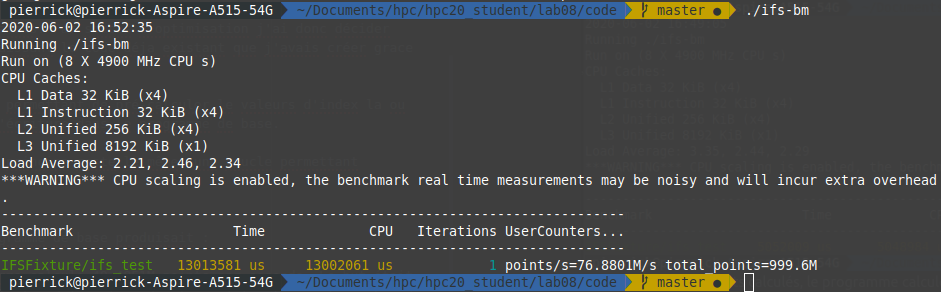 pierrick@pierrick-Aspire-A515-54G ~/Documents/hpc/hpc20_student/lab08/code master ● ./ifs-bm
2020-06-02 16:52:35
Running ./ifs-bm
Run on (8 X 4900 MHz CPU s)
CPU Caches:
  L1 Data 32 KiB (x4)
  L1 Instruction 32 KiB (x4)
  L2 Unified 256 KiB (x4)
  L3 Unified 8192 KiB (x1)
Load Average: 2.21, 2.46, 2.34
***WARNING*** CPU scaling is enabled, the benchmark real time measurements may be noisy and will incur extra overhead
.
--------------------------------------------------------------------------
Benchmark                   Time             CPU   Iterations UserCounters...
--------------------------------------------------------------------------
IFSFixture/ifs_test   13013581 us     13002061 us            1 points/s=76.8801M/s total_points=999.6M
pierrick@pierrick-Aspire-A515-54G ~/Documents/hpc/hpc20_student/lab08/code master ●